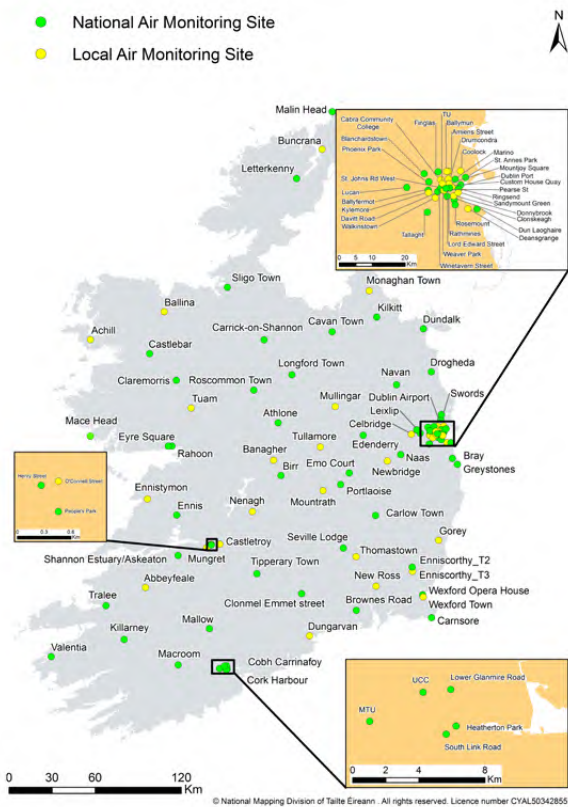 National Air Monitoring Site
Local Air Monitoring Site
N
Malin Head
Buncrana
Letterkenny
TU
Cabra Community
College
Finglas
Ballymun
Amiens Street
Blanchardstown
Drumcondra
Phoenix Park
Coolock
Marino
St. Annes Park
Mountjoy Square
St. Johns Rd West
Dublin Port
Custom House Quay
Lucan
Pearse St
Ballyfermot
Ringsend
Kylemore
Sandymount Green
Davitt Road
Donnybrook
Walkinstown
Clonskeagh
Rosemount
Dun Laoghaire
Tallaght
Rathmines
Deansgrange
Lord Edward Street
Weaver Park
Winetavern Street
0 10 20
Km
Sligo Town
Monaghan Town
Ballina
Kilkitt
Achill
Cavan Town
Dundalk
Carrick-on-Shannon
Castlebar
Longford Town
Drogheda
Claremorris
Roscommon Town
Navan
Swords
Tuam
Mullingar
Dublin Airport
Leixlip
Mace Head
Athlone
Celbridge
Eyre Square
Tullamore
Edenderry
Rahoon
Banagher
Naas
Bray
Birr
Emo Court
Newbridge
Greystones
Henry Street
O'Connell Street
People's Park
Ennistymon
Portlaoise
Nenagh
Mountrath
Ennis
Carlow Town
Gorey
Castletroy
Seville Lodge
Shannon Estuary/Askeaton
Mungret
Thomastown
Enniscorthy_T2
Tipperary Town
Enniscorthy_T3
Abbeyfeale
New Ross
Wexford Opera House
Tralee
Clonmel Emmet street
Brownes Road
Wexford Town
Mallow
Carnsore
Killarney
Dungarvan
Valentia
Macroom
Cobh Carrinafoy
Cork Harbour
UCC
Lower Glanmire Road
MTU
Heatherton Park
South Link Road
0 2 4 8
Km
0 30 60 120
Km
© National Mapping Division of Tailte Éireann . All rights reserved. Licence number CYAL50342855